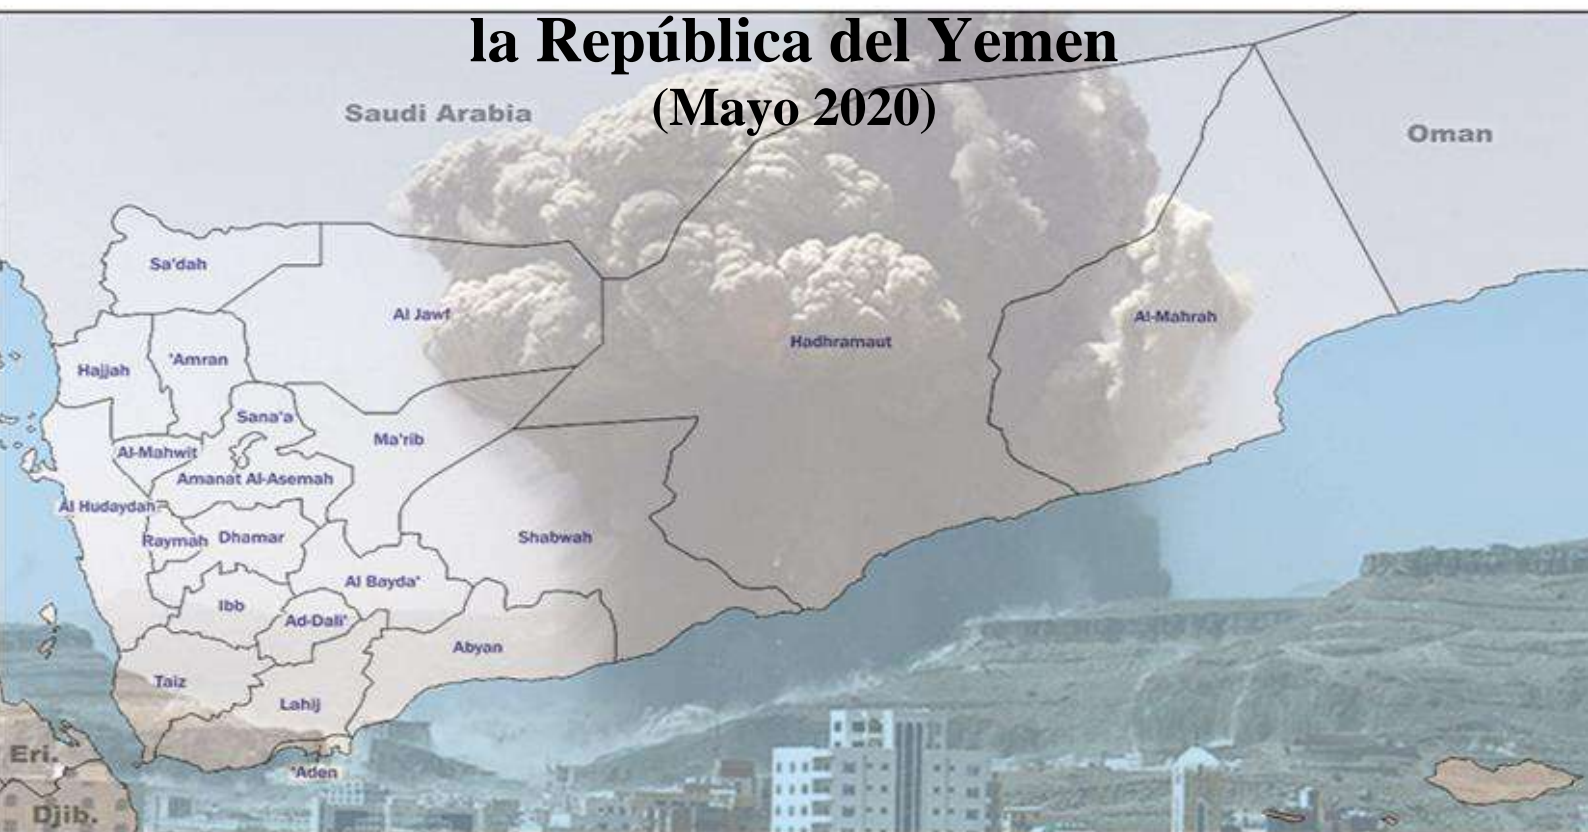 la República del Yemen
(Mayo 2020)
Saudi Arabia
Oman
Sa'dah
Al Jawf
Al-Mahrah
Hadhramaut
'Amran
Hajjah
Sana'a
Ma'rib
Al-Mahwit
Amanat Al-Asemah
Al Hudaydah
Raymah
Dhamar
Shabwah
Al Bayda'
Ibb
Ad-Dali'
Abyan
Taiz
Lahij
Eri.
'Aden
Djib.